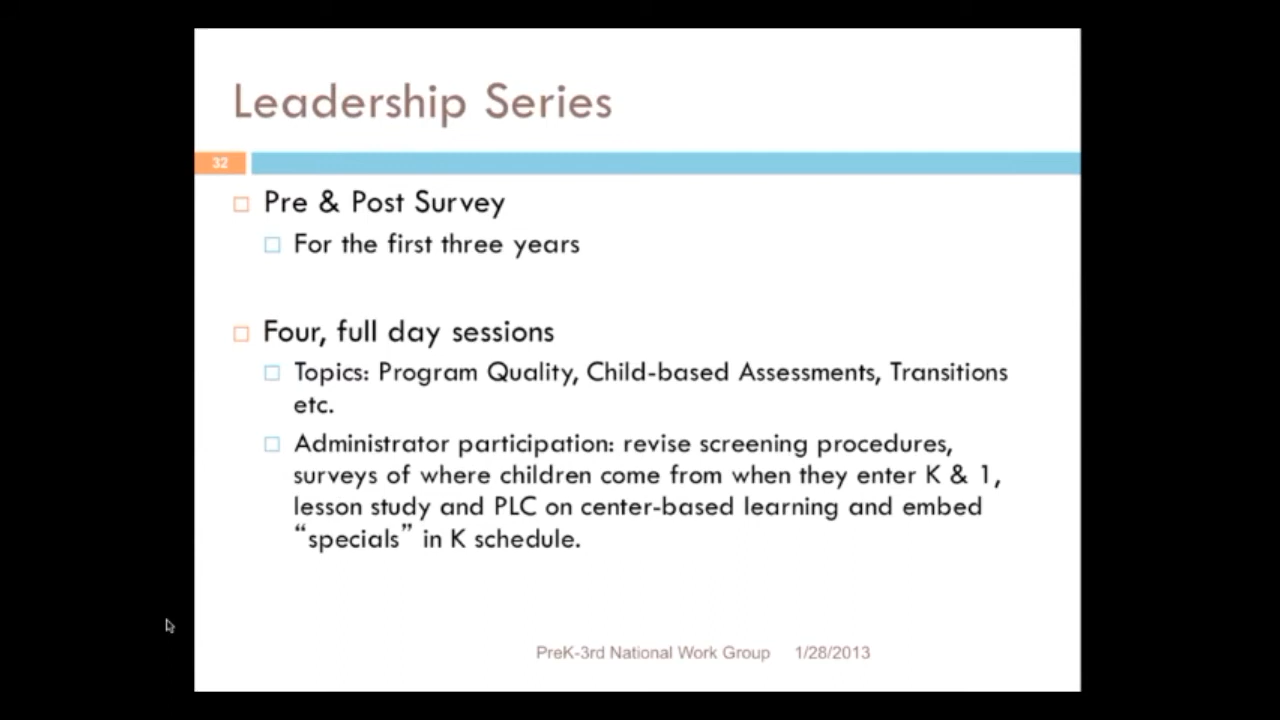 Leadership Series
32
Pre & Post Survey
For the first three years
Four, full day sessions
Topics: Program Quality, Child-based Assessments, Transitions
etc.
Administrator participation: revise screening procedures,
surveys of where children come from when they enter K & 1,
lesson study and PLC on center-based learning and embed
“specials” in K schedule.
PreK-3rd National Work Group 1/28/2013